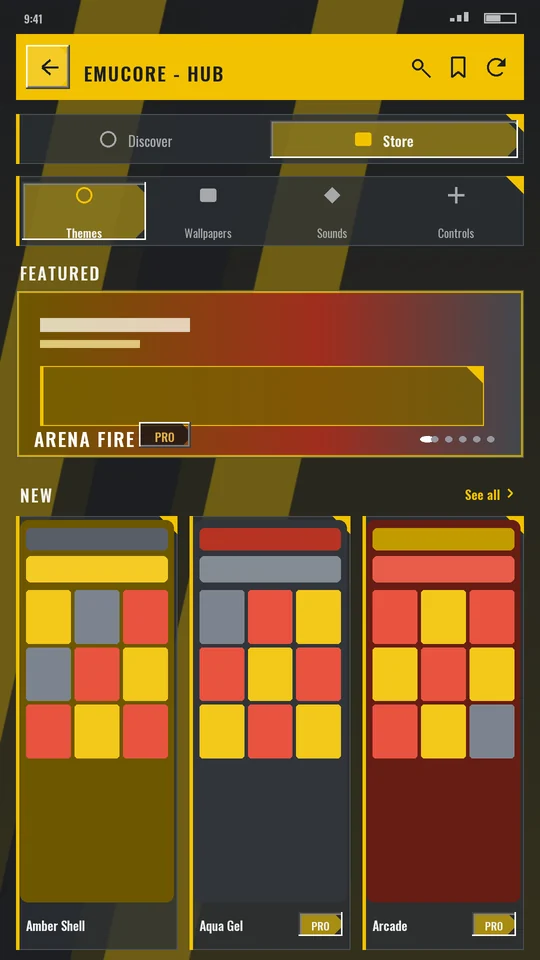 9:41
EMUCORE - HUB
Discover
Store
Themes
Wallpapers
Sounds
Controls
FEATURED
ARENA FIRE
PRO
NEW
See all
Amber Shell
Aqua Gel
PRO
Arcade
PRO